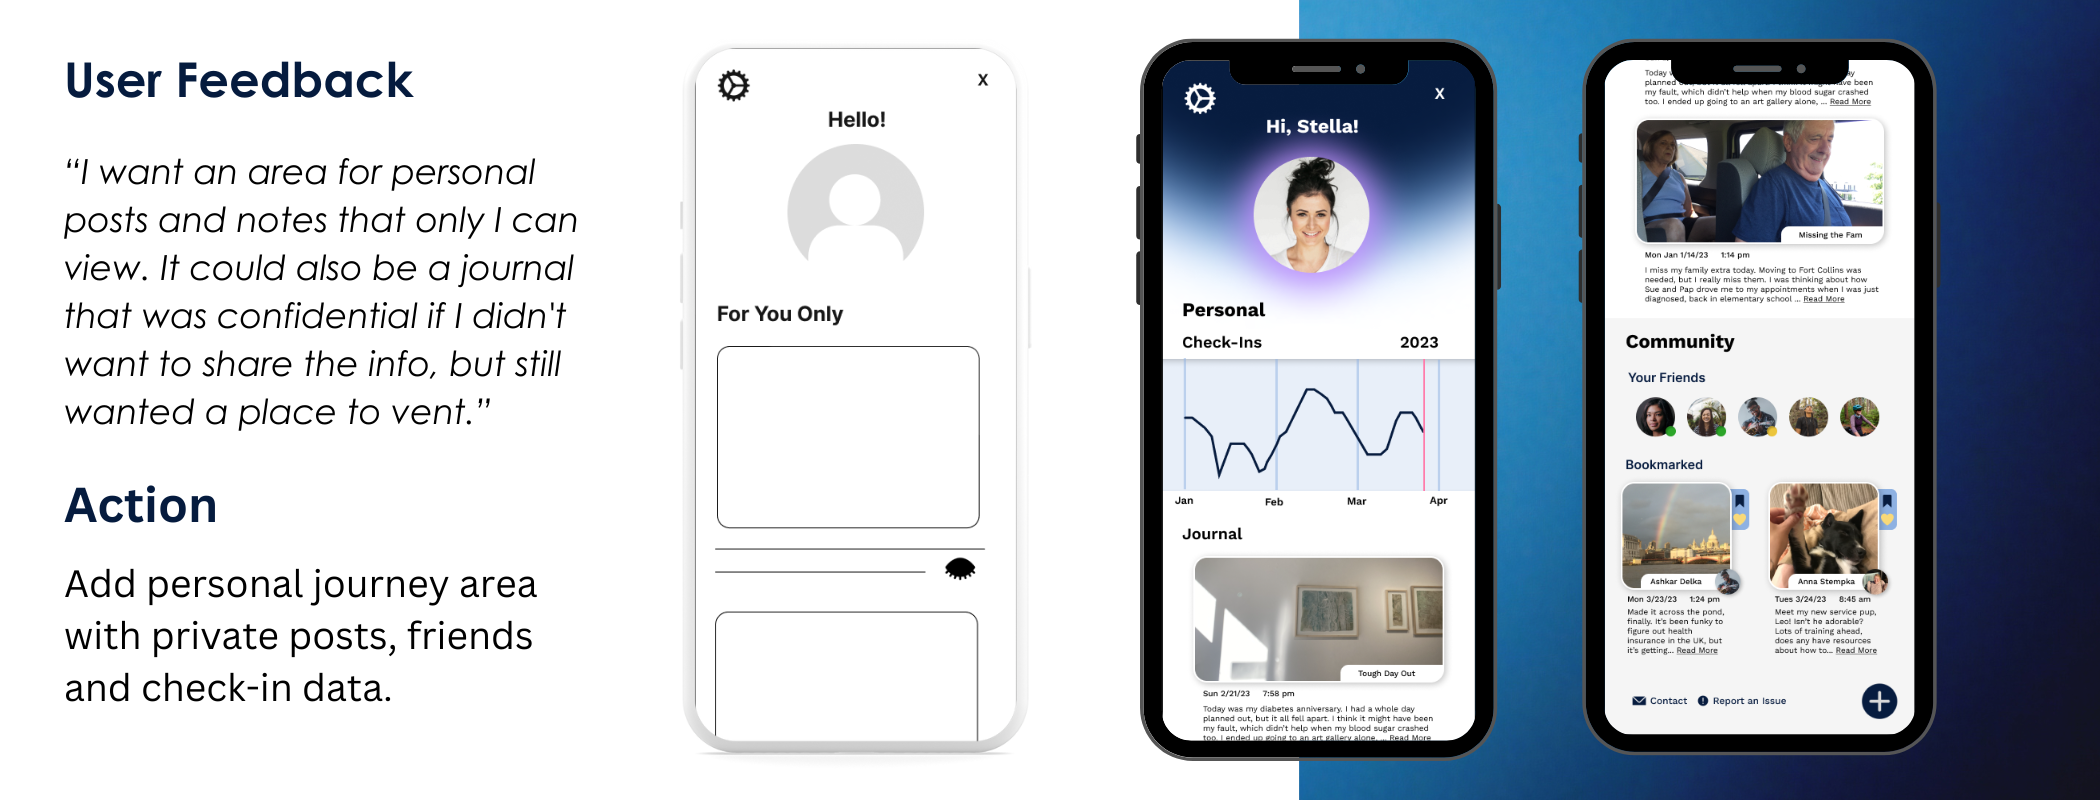 User Feedback
“I want an area for personal
posts and notes that only I can
view. It could also be a journal
that was confidential if I didn't
want to share the info, but still
wanted a place to vent.”
Action
Add personal journey area
with private posts, friends
and check-in data.
X
Hello!
For You Only
X
Hi, Stella!
Personal
Check-Ins 2023
Jan Feb Mar Apr
Journal
Tough Day Out
Sun 2/21/23 7:58 pm
Today was my diabetes anniversary. I had a whole day
planned out, but it all fell apart. I think it might have been
my fault, which didn't help when my blood sugar crashed
too. I ended up going to an art gallery alone, ... Read More
Today w ay
planned ve been
my fault, which didn't help when my blood sugar crashed
too. I ended up going to an art gallery alone, ... Read More
Missing the Fam
Mon Jan 1/14/23 1:14 pm
I miss my family extra today. Moving to Fort Collins was
needed, but I really miss them. I was thinking about how
Sue and Pap drove me to my appointments when I was just
diagnosed, back in elementary school ... Read More
Community
Your Friends
Bookmarked
Ashkar Delka
Mon 3/23/23 1:24 pm
Made it across the pond,
finally. It's been funky to
figure out health
insurance in the UK, but
it's getting... Read More
Anna Stempka
Tues 3/24/23 8:45 am
Meet my new service pup,
Leo! Isn't he adorable?
Lots of training ahead,
does any have resources
about how to... Read More
Contact Report an Issue